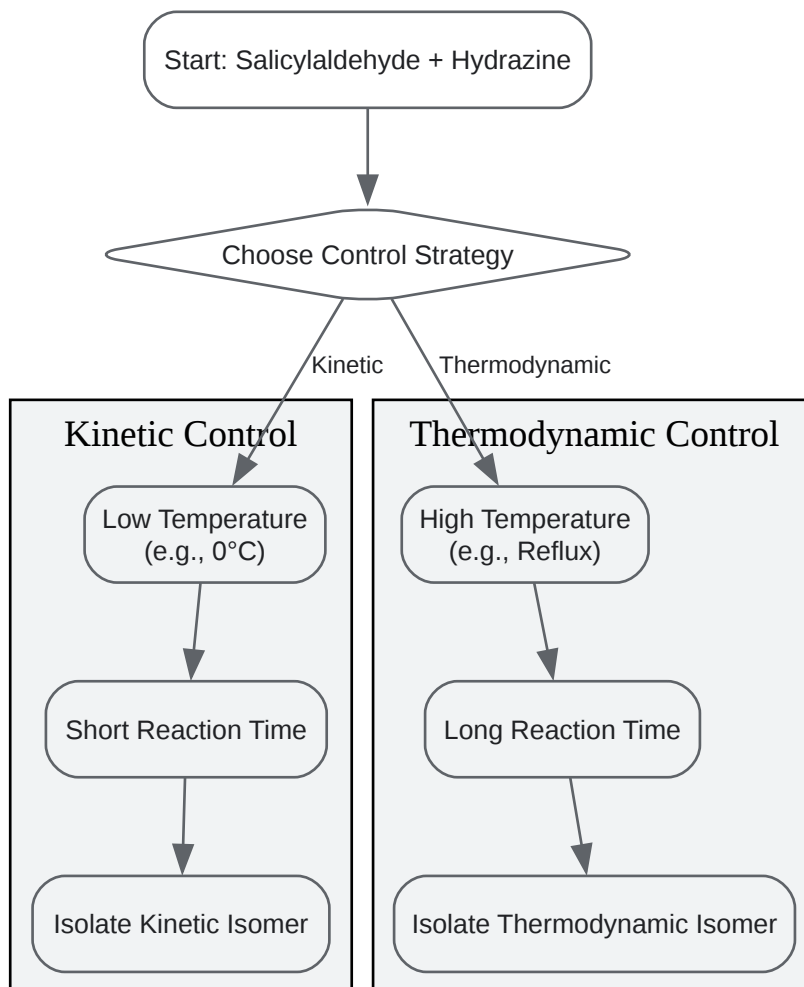 Start: Salicylaldehyde + Hydrazine
Choose Control Strategy
Kinetic
Thermodynamic
Kinetic Control
Low Temperature
(e.g., 0°C)
Short Reaction Time
Isolate Kinetic Isomer
Thermodynamic Control
High Temperature
(e.g., Reflux)
Long Reaction Time
Isolate Thermodynamic Isomer